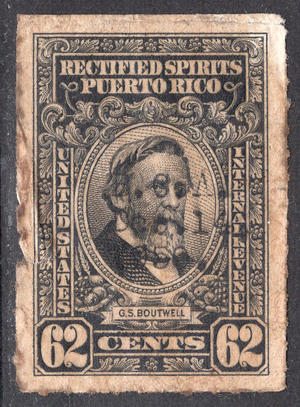 RECTIFIED SPIRITS
PUERTO RICO
UNITED STATES
INTERNAL REVENUE
G.S. BOUTWELL
62 CENTS 62